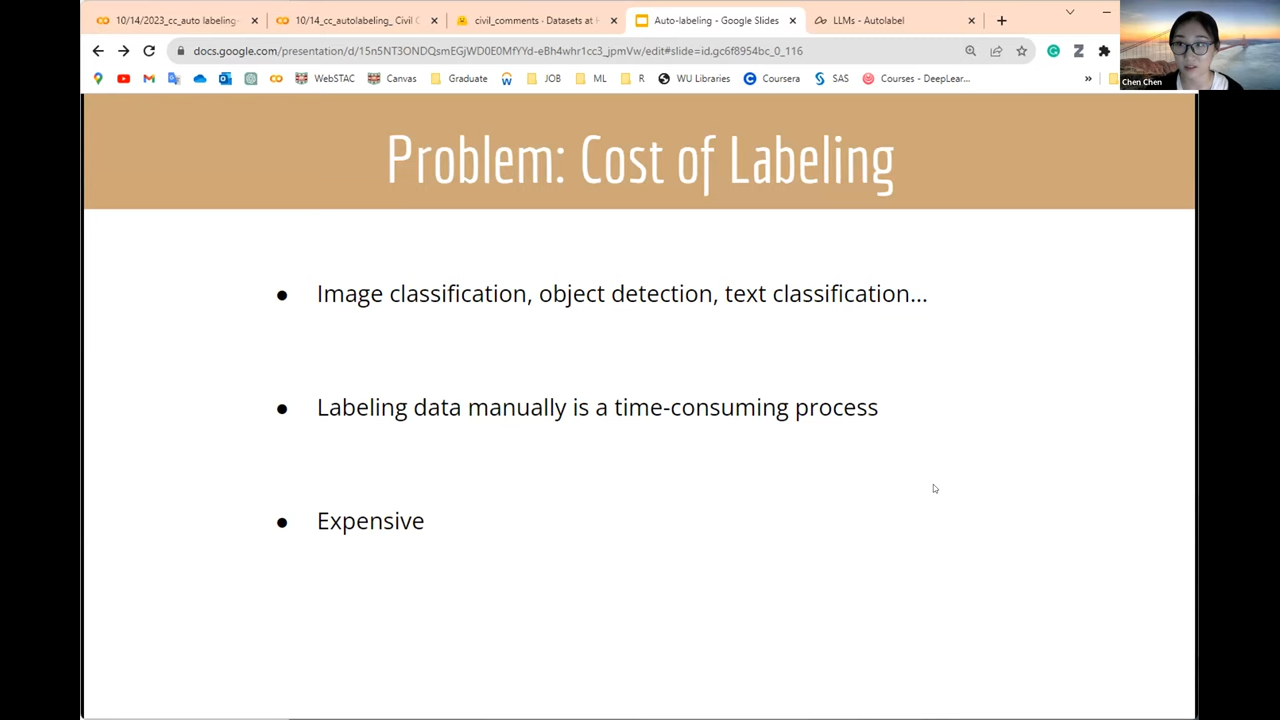 10/14/2023_cc_auto labeling-
10/14_cc_autolabeling_ Civil C
civil_comments · Datasets at H
Auto-labeling - Google Slides
LLMs - Autolabel
docs.google.com/presentation/d/15n5NT3ONDQsmEGjWD0E0MfYYd-eBh4whr1cc3_jpmVw/edit#slide=id.gc6f8954bc_0_116
WebSTAC
Canvas
Graduate
JOB
ML
R
WU Libraries
Coursera
SAS
Courses - DeepLear...
Chen Chen
Problem: Cost of Labeling
● Image classification, object detection, text classification...
● Labeling data manually is a time-consuming process
● Expensive